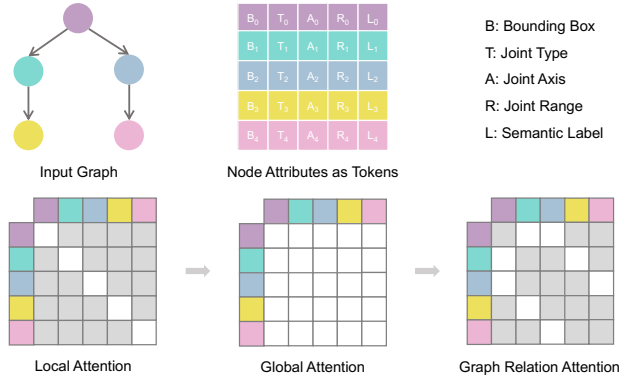 B₀ T₀ A₀ R₀ L₀
B₁ T₁ A₁ R₁ L₁
B₂ T₂ A₂ R₂ L₂
B₃ T₃ A₃ R₃ L₃
B₄ T₄ A₄ R₄ L₄
B: Bounding Box
T: Joint Type
A: Joint Axis
R: Joint Range
L: Semantic Label
Input Graph
Node Attributes as Tokens
Local Attention
Global Attention
Graph Relation Attention